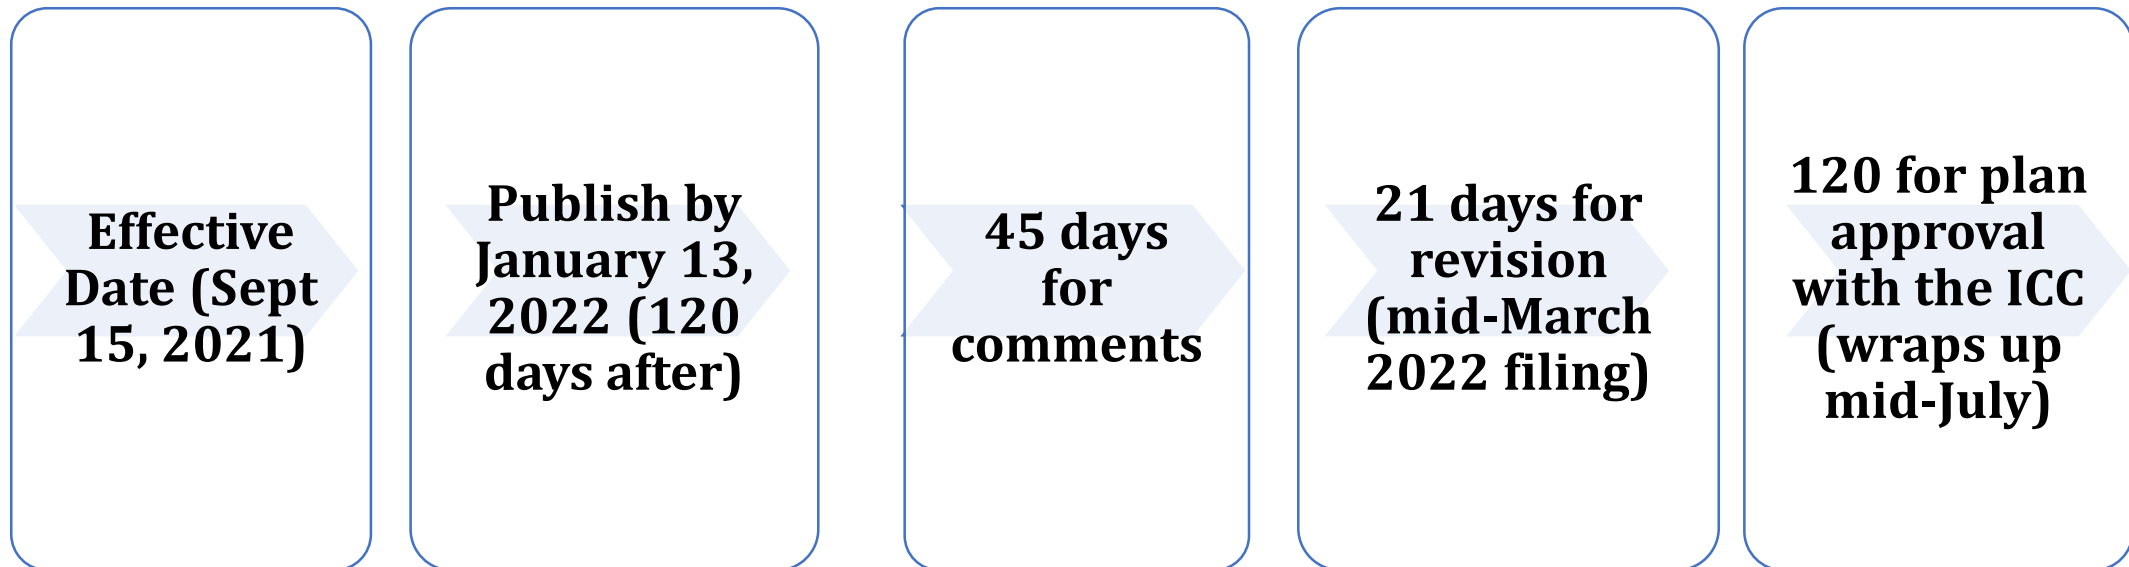 Effective
Date (Sept
15, 2021)
Publish by
January 13,
2022 (120
days after)
45 days
for
comments
21 days for
revision
(mid-March
2022 filing)
120 for plan
approval
with the ICC
(wraps up
mid-July)